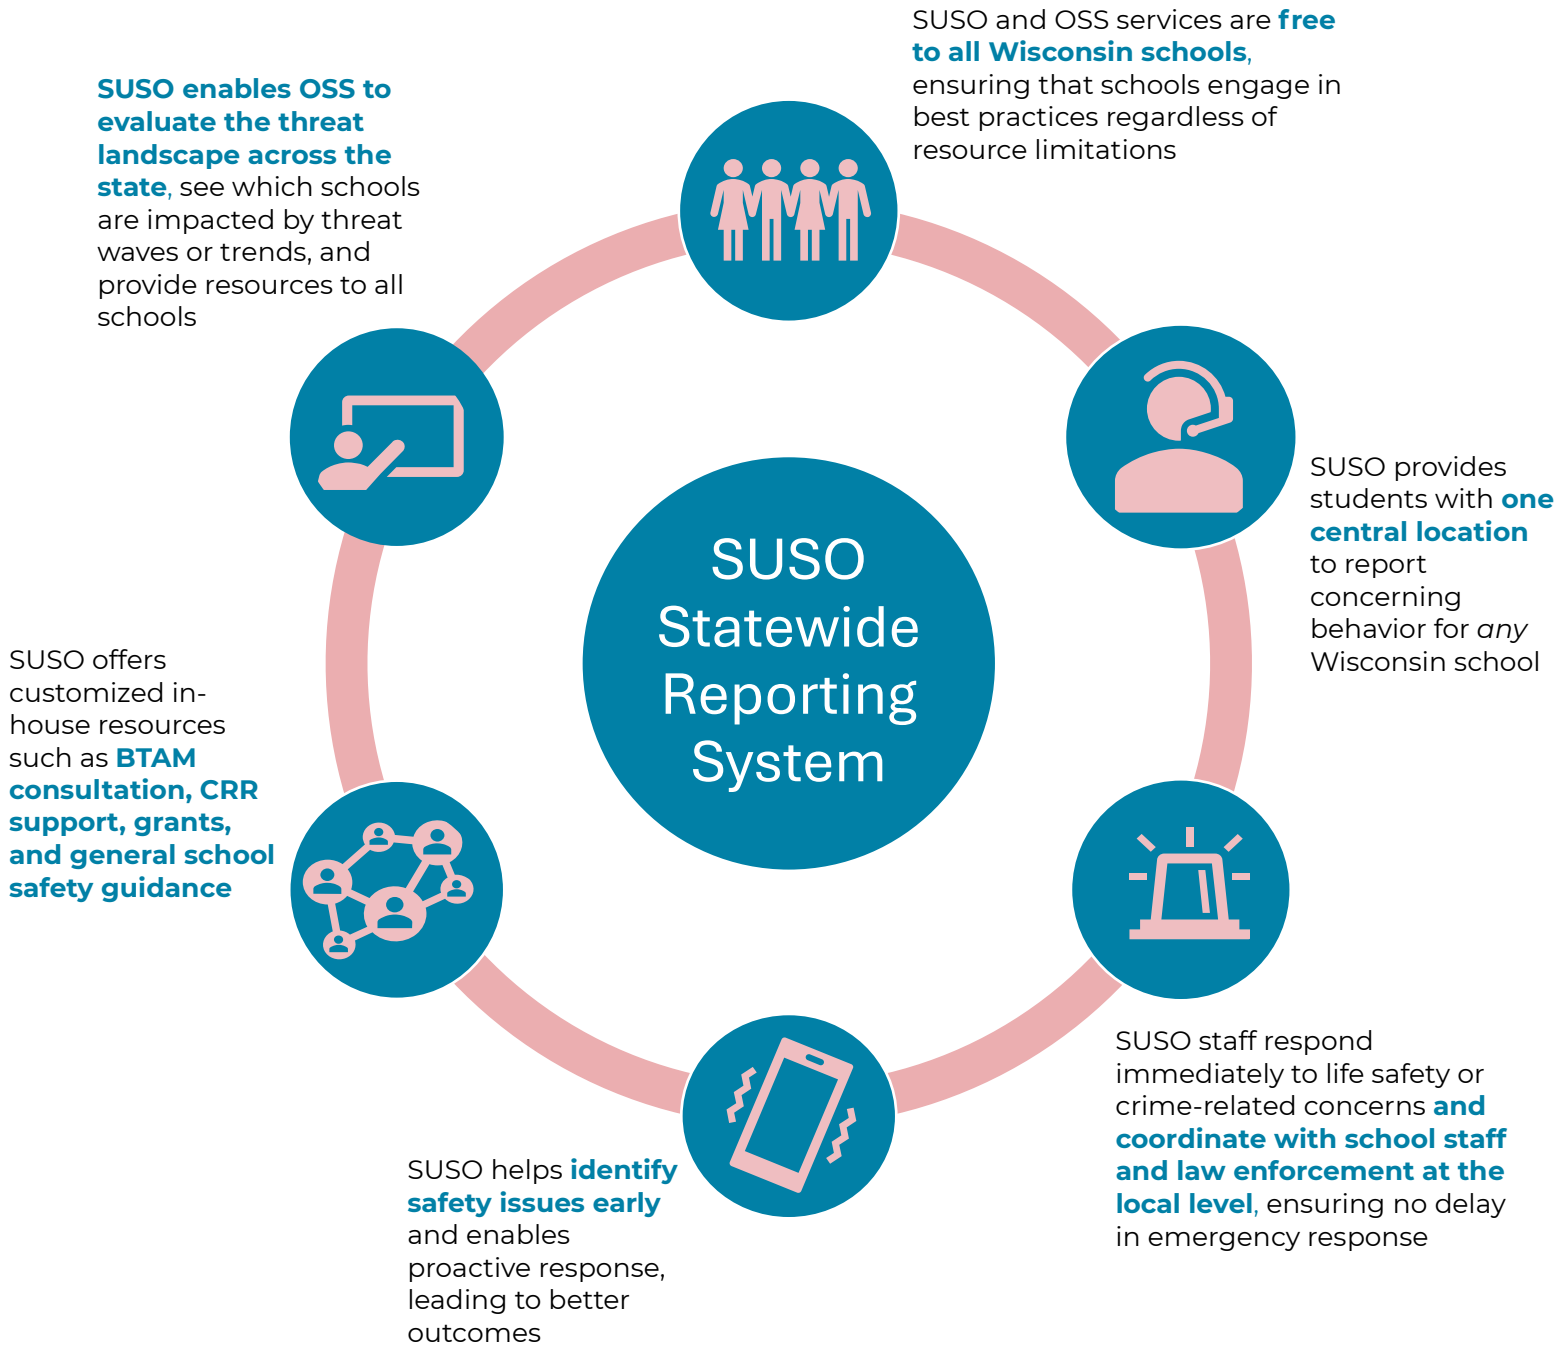 SUSO and OSS services are free
to all Wisconsin schools,
ensuring that schools engage in
best practices regardless of
resource limitations
SUSO enables OSS to
evaluate the threat
landscape across the
state, see which schools
are impacted by threat
waves or trends, and
provide resources to all
schools
SUSO provides
students with one
central location
to report
concerning
behavior for any
Wisconsin school
SUSO
Statewide
Reporting
System
SUSO offers
customized in-
house resources
such as BTAM
consultation, CRR
support, grants,
and general school
safety guidance
SUSO staff respond
immediately to life safety or
crime-related concerns and
coordinate with school staff
and law enforcement at the
local level, ensuring no delay
in emergency response
SUSO helps identify
safety issues early
and enables
proactive response,
leading to better
outcomes